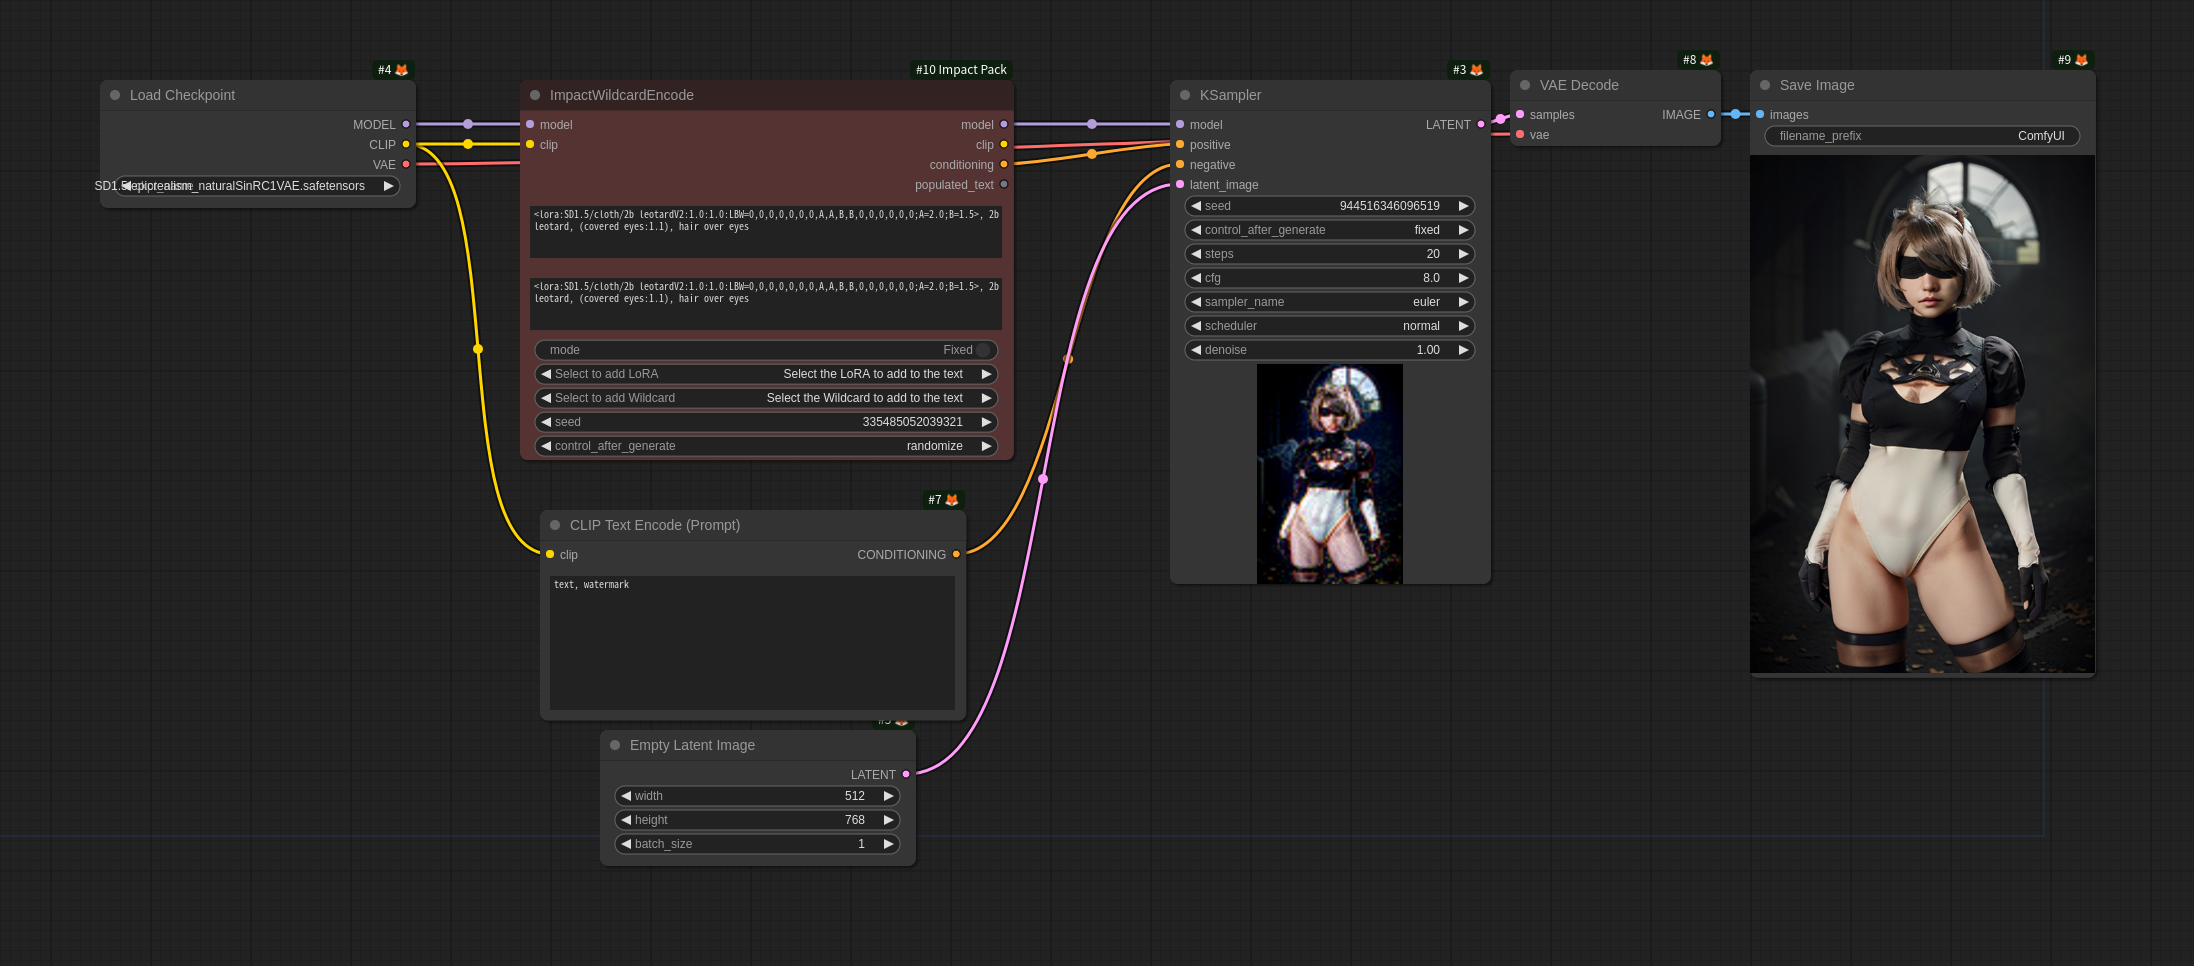 #4
Load Checkpoint
MODEL
CLIP
VAE
naturalSinRC1VAE.safetensors
#10 Impact Pack
ImpactWildcardEncode
model
clip
model
clip
conditioning
populated_text
<lora:SD1.5/cloth/2b leotardV2:1.0:1.0:LBW=0,0,0,0,0,0,0,A,A,B,B,0,0,0,0,0,0;A=2.0;B=1.5>, 2b
leotard, (covered eyes:1.1), hair over eyes
<lora:SD1.5/cloth/2b leotardV2:1.0:1.0:LBW=0,0,0,0,0,0,0,A,A,B,B,0,0,0,0,0,0;A=2.0;B=1.5>, 2b
leotard, (covered eyes:1.1), hair over eyes
mode Fixed
Select to add LoRA Select the LoRA to add to the text
Select to add Wildcard Select the Wildcard to add to the text
seed 335485052039321
control_after_generate randomize
#7
CLIP Text Encode (Prompt)
clip CONDITIONING
text, watermark
#5
Empty Latent Image
LATENT
width 512
height 768
batch_size 1
#3
KSampler
model LATENT
positive
negative
latent_image
seed 944516346096519
control_after_generate fixed
steps 20
cfg 8.0
sampler_name euler
scheduler normal
denoise 1.00
#8
VAE Decode
samples IMAGE
vae
#9
Save Image
images
filename_prefix ComfyUI